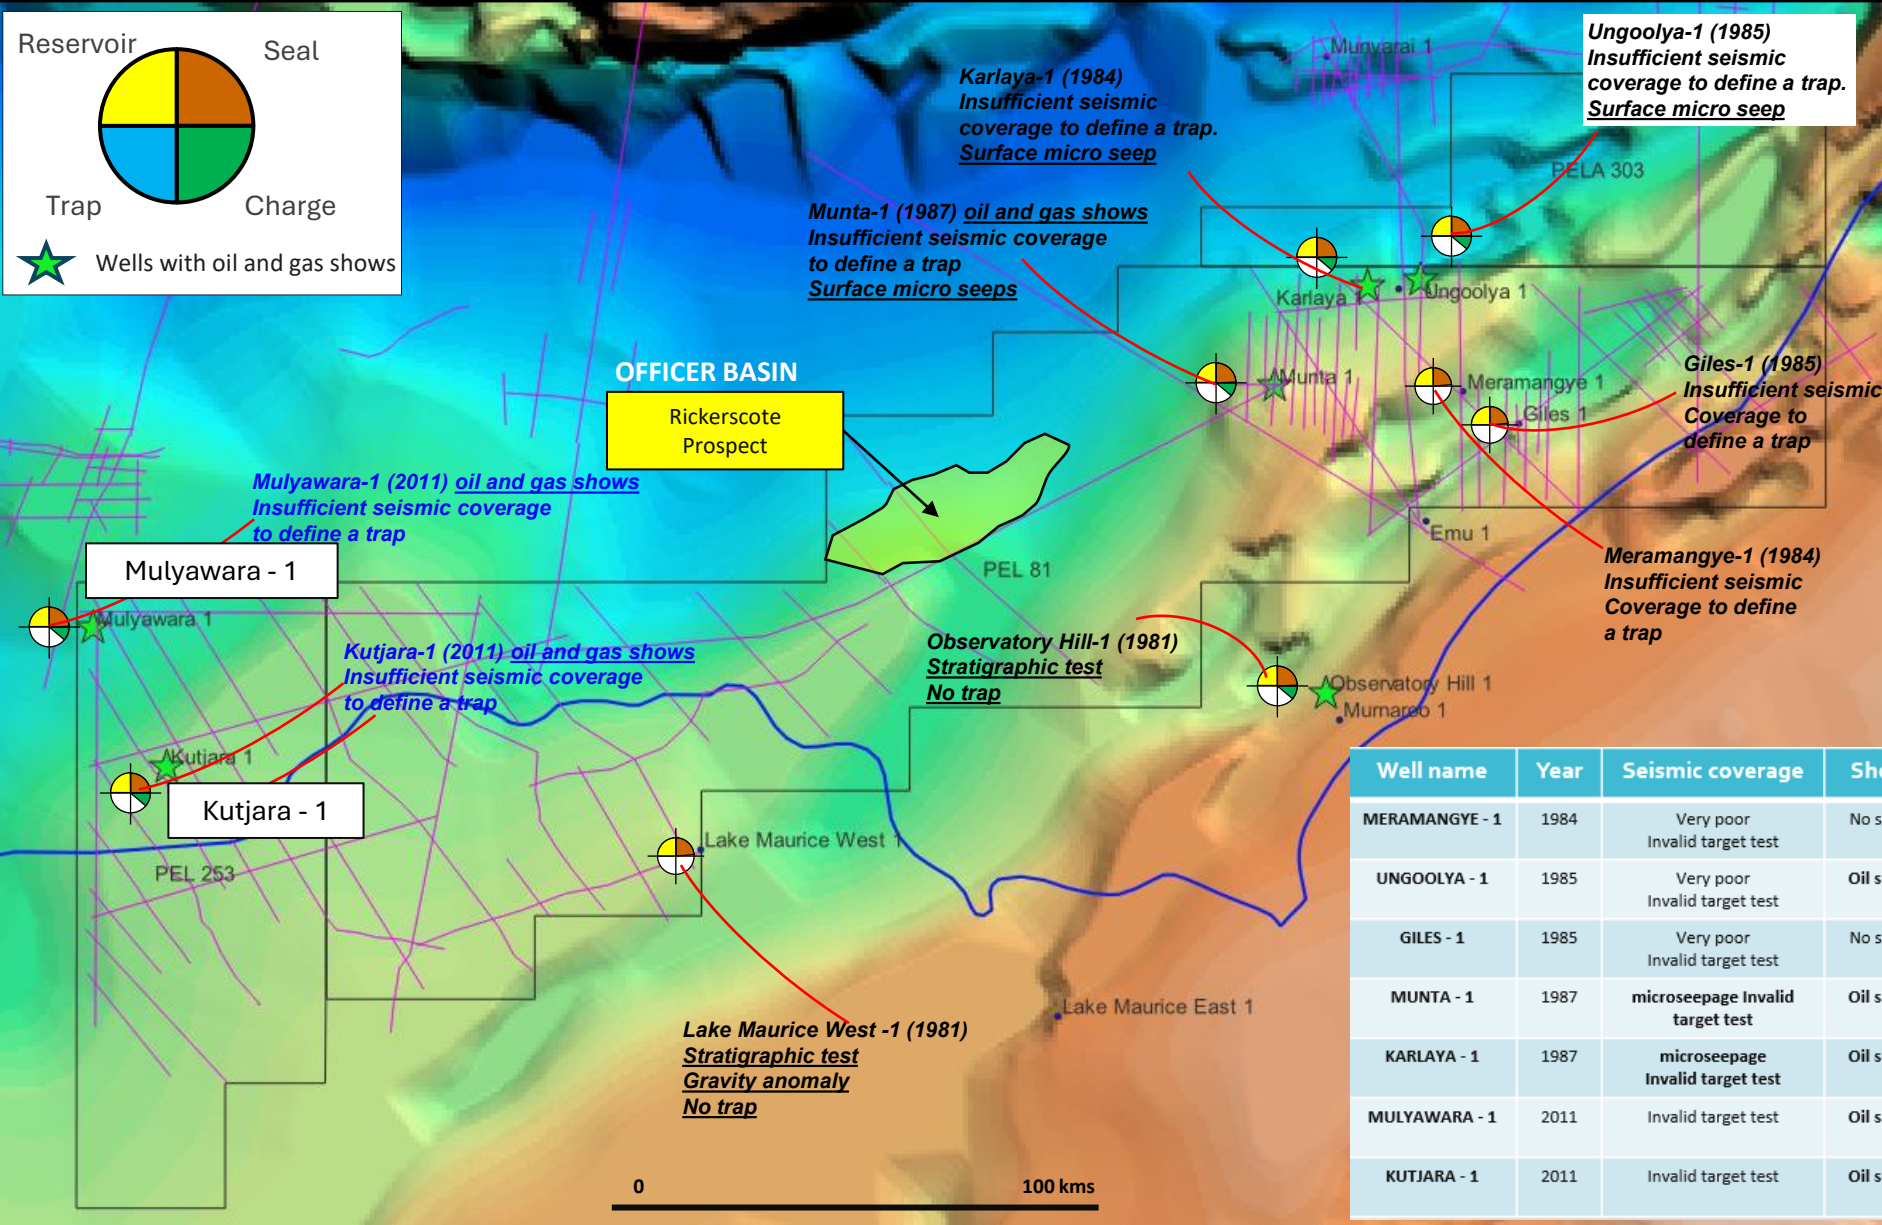 Reservoir
Seal
Trap
Charge
Wells with oil and gas shows
Munyarai 1
Ungoolya-1 (1985)
Insufficient seismic
coverage to define a trap.
Surface micro seep
Karlaya-1 (1984)
Insufficient seismic
coverage to define a trap.
Surface micro seep
PELA 303
Munta-1 (1987) oil and gas shows
Insufficient seismic coverage
to define a trap
Surface micro seeps
Karlaya 1
Ungoolya 1
OFFICER BASIN
Rickerscote
Prospect
Munta 1
Meramangye 1
Giles 1
Giles-1 (1985)
Insufficient seismic
Coverage to
define a trap
Mulyawara-1 (2011) oil and gas shows
Insufficient seismic coverage
to define a trap
Mulyawara - 1
Mulyawara 1
PEL 81
Emu 1
Meramangye-1 (1984)
Insufficient seismic
Coverage to define
a trap
Kutjara-1 (2011) oil and gas shows
Insufficient seismic coverage
to define a trap
Observatory Hill-1 (1981)
Stratigraphic test
No trap
Observatory Hill 1
Murnaroo 1
Kutjara 1
Kutjara - 1
PEL 253
Lake Maurice West 1
Lake Maurice East 1
Lake Maurice West -1 (1981)
Stratigraphic test
Gravity anomaly
No trap
0 100 kms
Well name Year Seismic coverage Sho
MERAMANGYE - 1 1984 Very poor No s
Invalid target test
UNGOOLYA - 1 1985 Very poor Oil s
Invalid target test
GILES - 1 1985 Very poor No s
Invalid target test
MUNTA - 1 1987 microseepage Invalid Oil s
target test
KARLAYA - 1 1987 microseepage Oil s
Invalid target test
MULYAWARA - 1 2011 Invalid target test Oil s
KUTJARA - 1 2011 Invalid target test Oil s